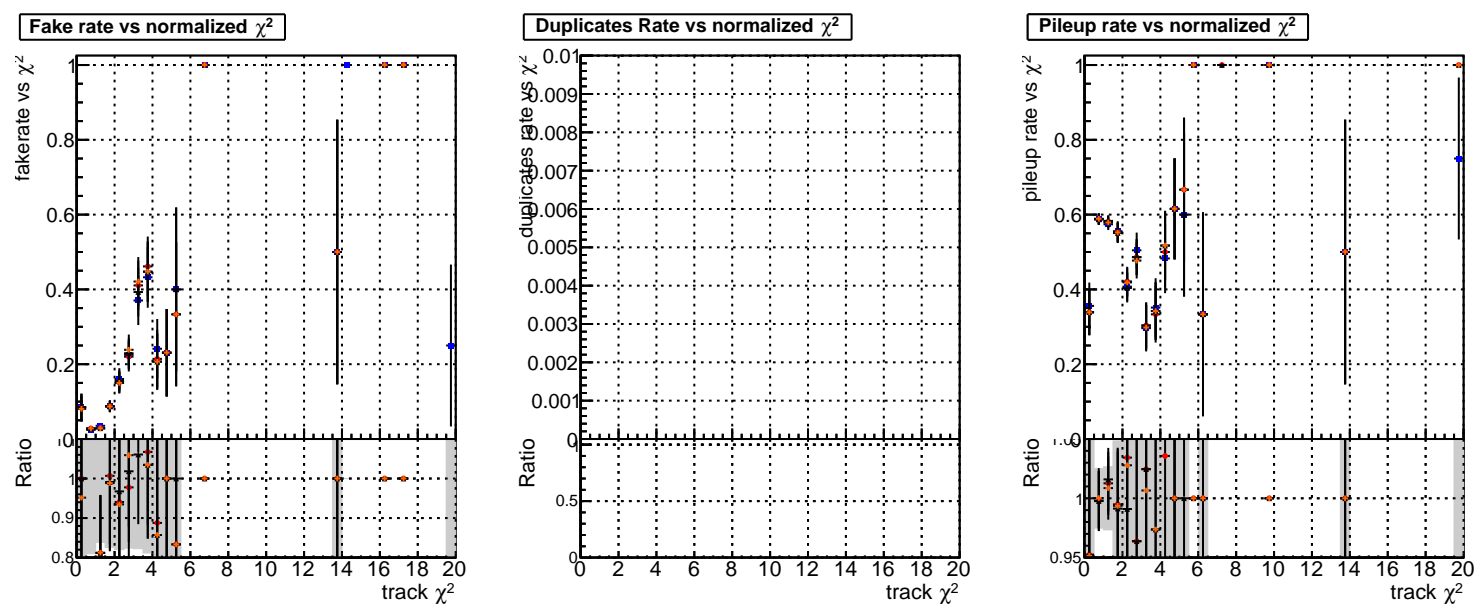 Fake rate vs normalized χ²
fakerate vs χ²
1
0.8
0.6
0.4
0.2
0
Ratio
1
0.9
0.8
0 2 4 6 8 10 12 14 16 18 20
track χ²
Duplicates Rate vs normalized χ²
duplicates rate vs χ²
0.01
0.009
0.008
0.007
0.006
0.005
0.004
0.003
0.002
0.001
0
Ratio
1
0.5
0
0 2 4 6 8 10 12 14 16 18 20
track χ²
Pileup rate vs normalized χ²
pileup rate vs χ²
1
0.8
0.6
0.4
0.2
0
Ratio
1
0.95
0 2 4 6 8 10 12 14 16 18 20
track χ²